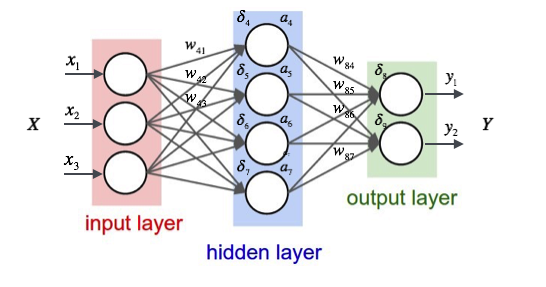 δ₄ a₄
x₁ w₄₁ w₈₄
δ₅ a₅ δ₈ y₁
w₄₂ w₈₅
w₄₃ w₈₆
X x₂ δ₆ a₆ δ₉ y₂ Y
x₃ δ₇ a₇ w₈₇
output layer
input layer
hidden layer